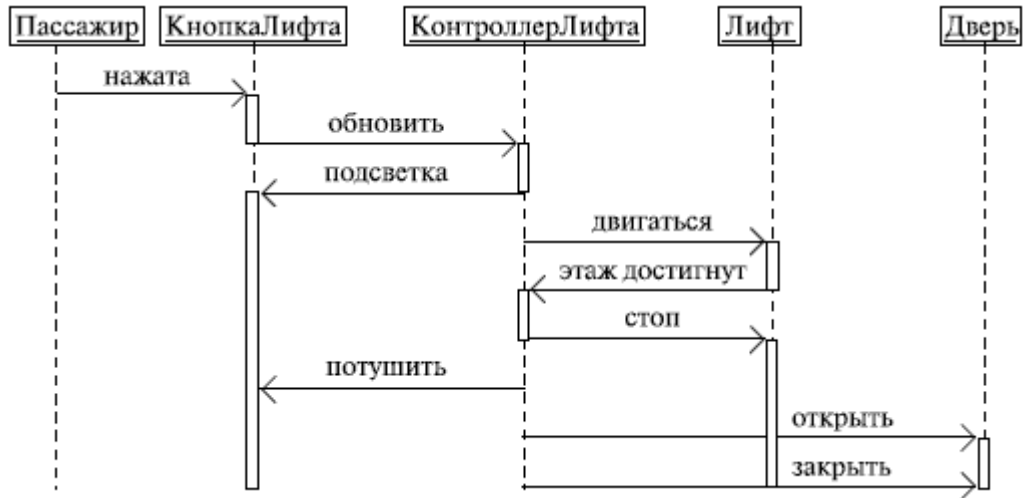 Пассажир КнопкаЛифта КонтроллерЛифта Лифт Дверь
нажата
обновить
подсветка
двигаться
этаж достигнут
стоп
потушить
открыть
закрыть